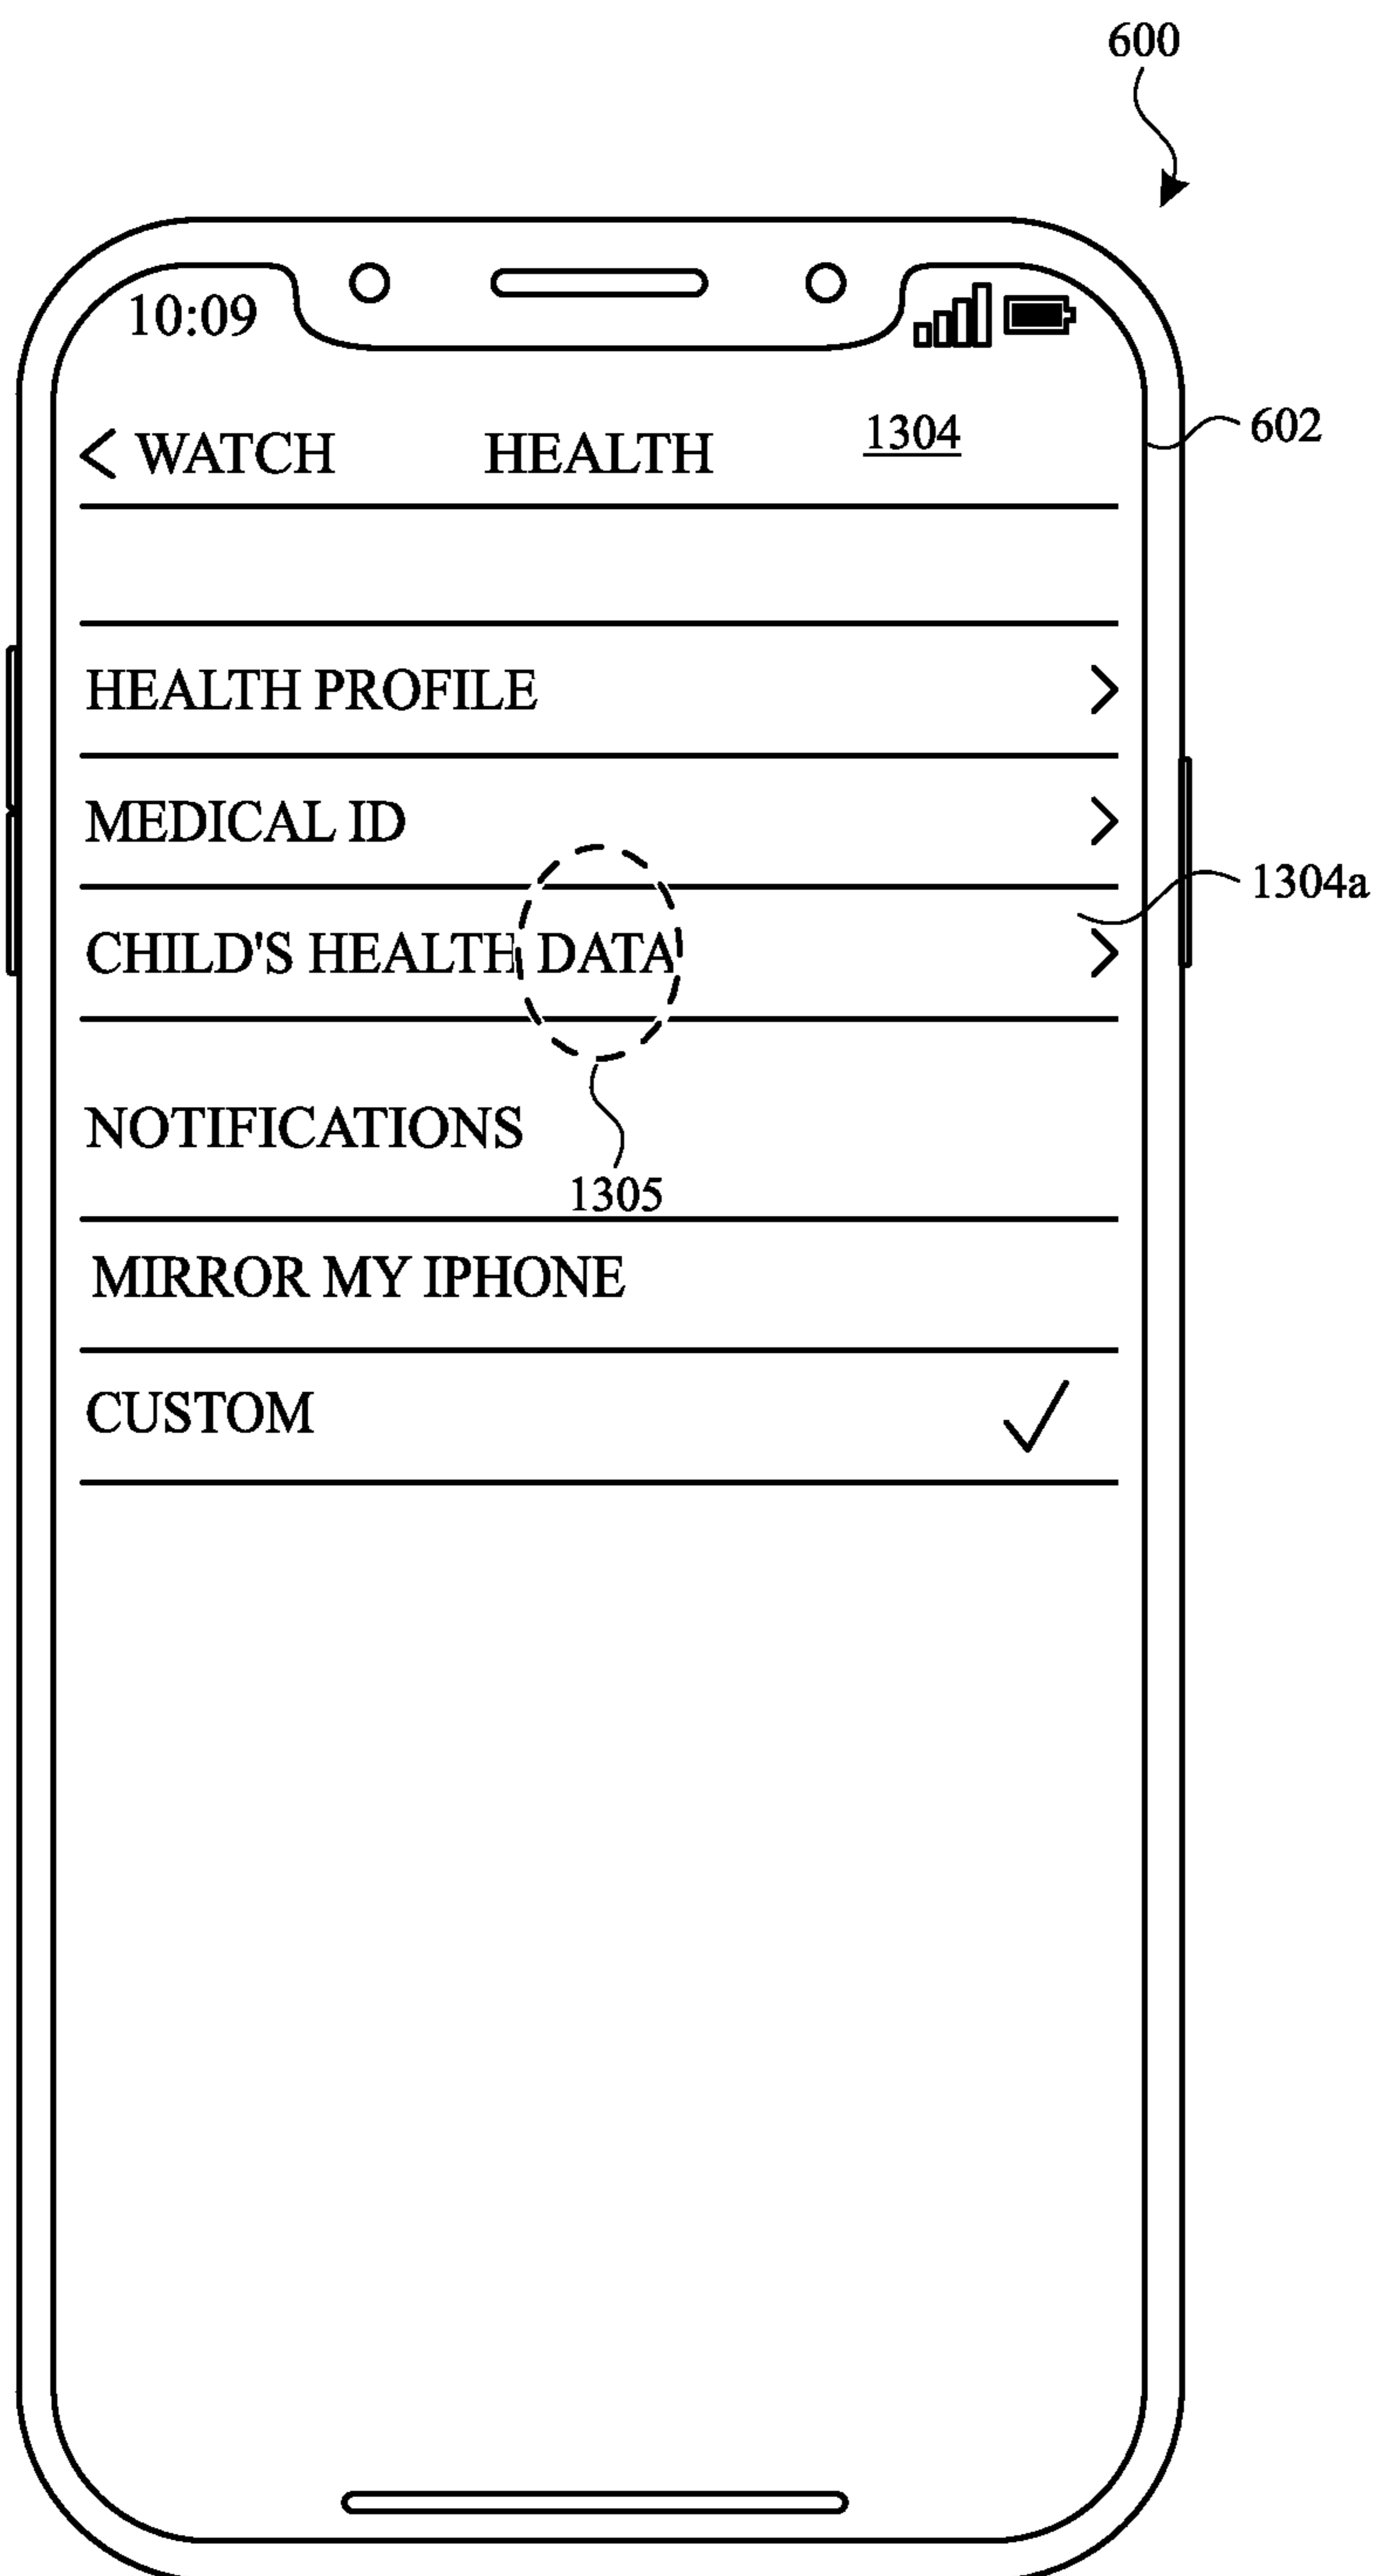 600
10:09
< WATCH HEALTH 1304
602
HEALTH PROFILE >
MEDICAL ID >
1304a
CHILD'S HEALTH DATA >
NOTIFICATIONS
1305
MIRROR MY IPHONE
CUSTOM ✓